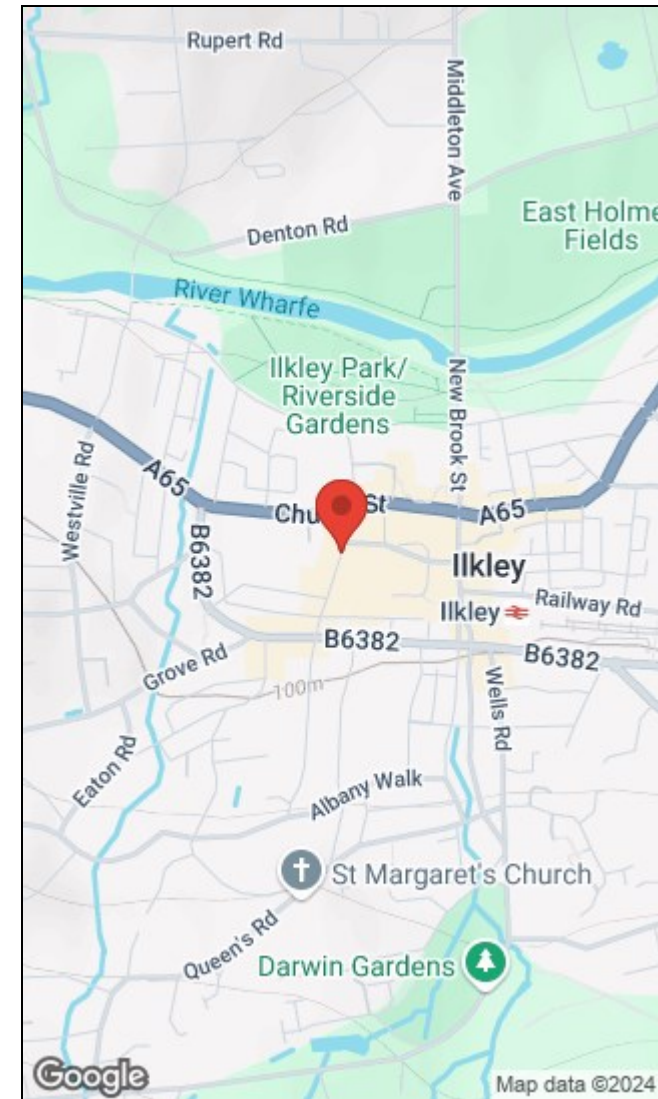 Rupert Rd
Middleton Ave
East Holme
Fields
Denton Rd
River Wharfe
Ilkley Park/
Riverside
Gardens
New Brook St
Westville Rd
A65
Church St
A65
B6382
Ilkley
Ilkley
Railway Rd
B6382
B6382
Grove Rd
100m
Wells Rd
Eaton Rd
Albany Walk
St Margaret's Church
Queen's Rd
Darwin Gardens
Google
Map data ©2024